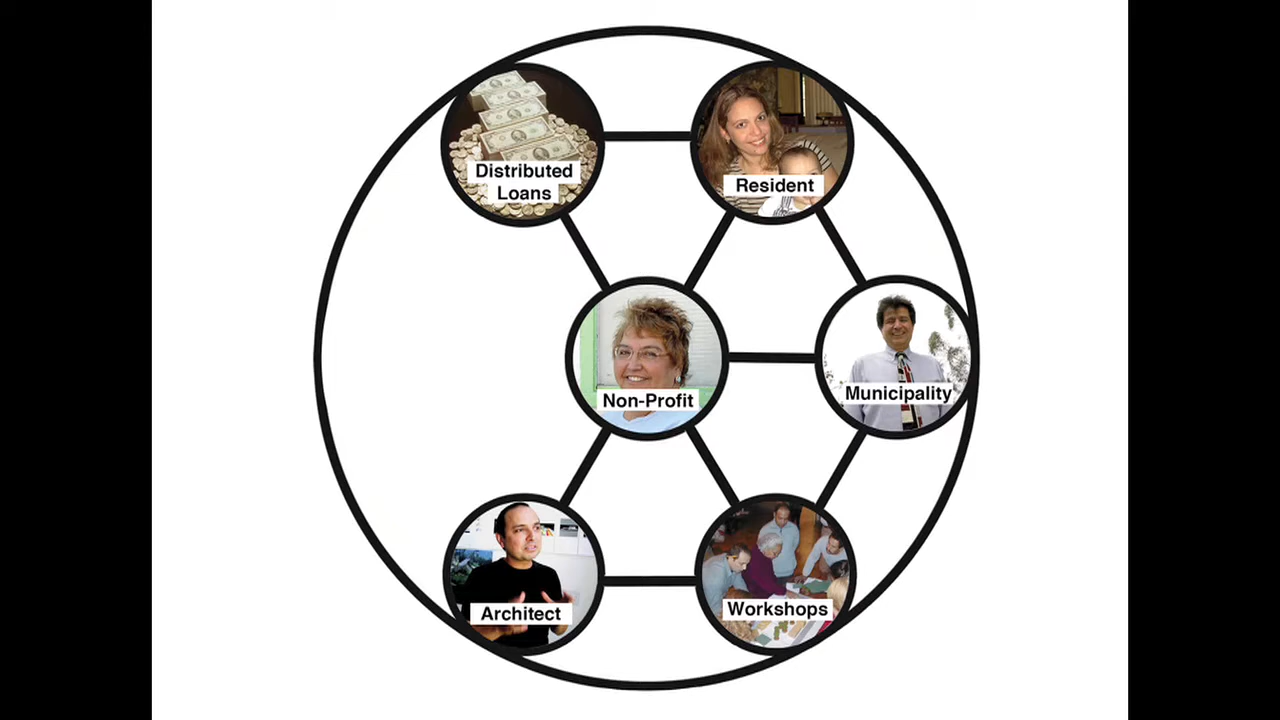 Distributed
Loans
Resident
Non-Profit
Municipality
Architect
Workshops